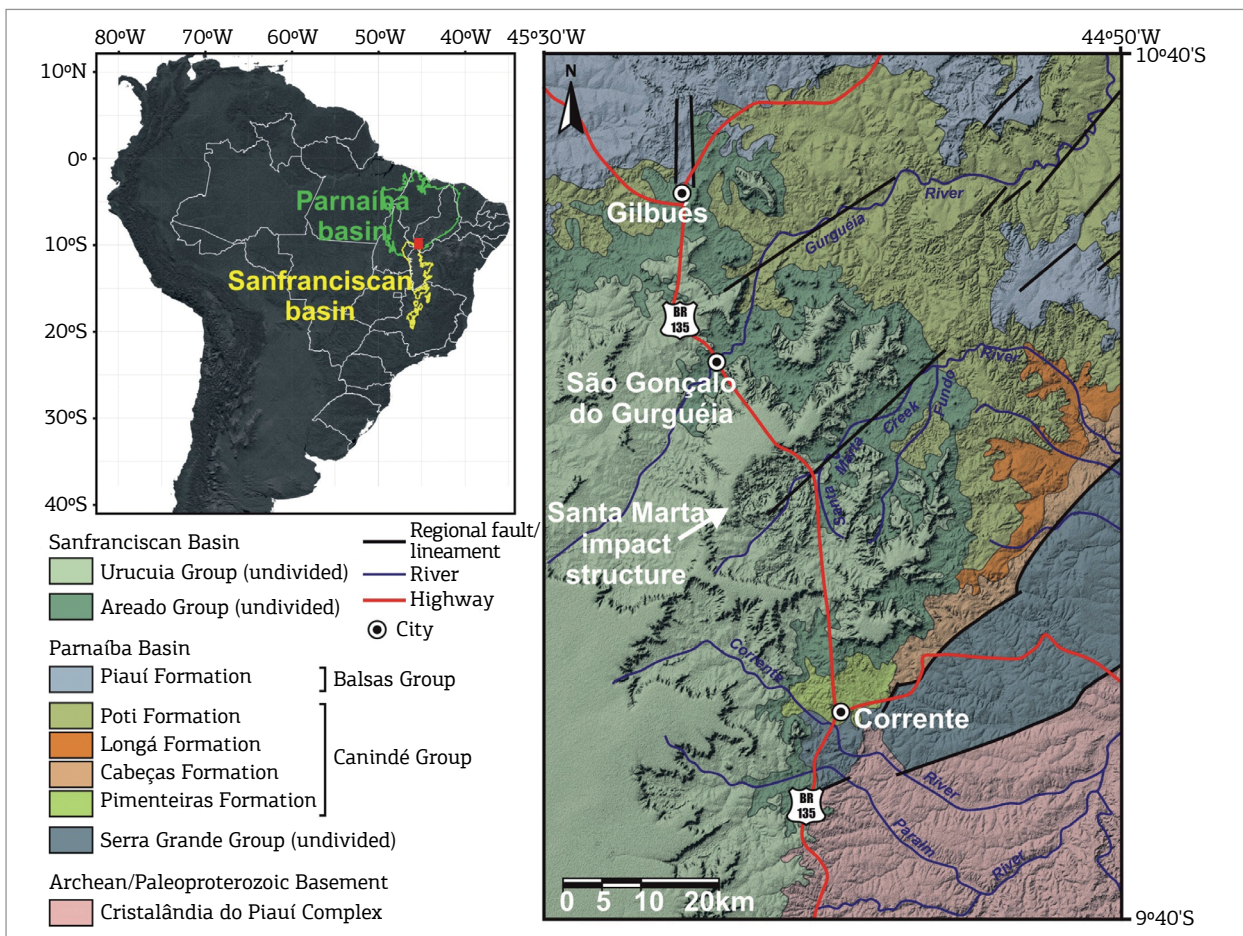 80ºW 70ºW 60ºW 50ºW 40ºW
10ºN
0º
10ºS
20ºS
30ºS
40ºS
Parnaíba
basin
Sanfranciscan
basin
45º30'W 44º50'W
10º40'S
9º40'S
N
Gilbués
Gurguéia River
BR
135
São Gonçalo
do Gurguéia
River
Fundo
Santa Marta Creek
Santa Marta
impact
structure
Corrente
Corrente
River
BR
135
Paraim
River
0 5 10 20km
Sanfranciscan Basin
Urucuia Group (undivided)
Areado Group (undivided)
Parnaíba Basin
Piauí Formation
Balsas Group
Poti Formation
Longá Formation
Cabeças Formation
Pimenteiras Formation
Canindé Group
Serra Grande Group (undivided)
Archean/Paleoproterozoic Basement
Cristalândia do Piauí Complex
Regional fault/
lineament
River
Highway
City